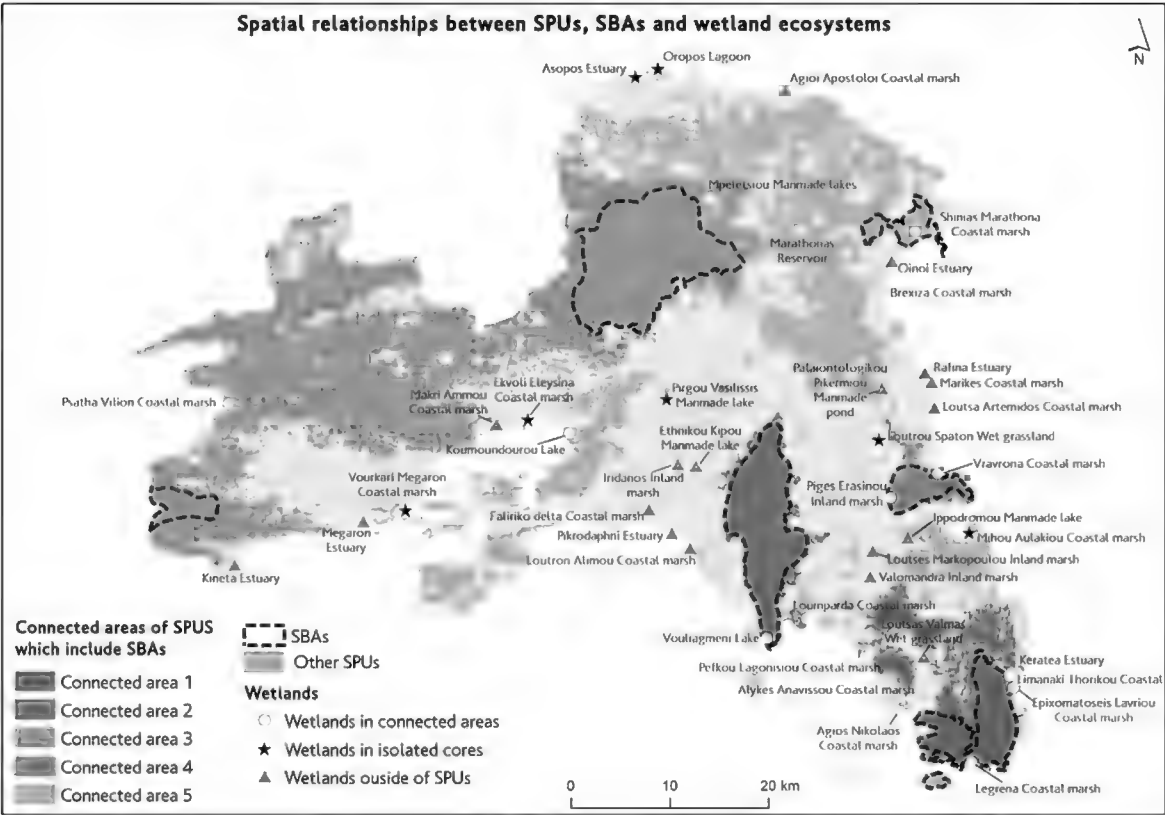 Spatial relationships between SPUs, SBAs and wetland ecosystems
N
Oropos Lagoon
Asopos Estuary
Agioi Apostoloi Coastal marsh
Mpeletsiou Manmade lakes
Shinias Marathona
Coastal marsh
Marathonas
Reservoir
Oinoi Estuary
Brexiza Coastal marsh
Psatha Vilion Coastal marsh
Makri Ammou
Coastal marsh
Ekvoli Eleysina
Coastal marsh
Koumoundourou Lake
Pirgou Vasilissis
Manmade lake
Ethnikou Kipou
Manmade lake
Palaiontologikou
Pikermiou
Manmade
pond
Rafina Estuary
Marikes Coastal marsh
Loutsa Artemidos Coastal marsh
Loutrou Spaton Wet grassland
Vravrona Coastal marsh
Vourkari Megaron
Coastal marsh
Iridanos Inland
marsh
Piges Erasinou
Inland marsh
Megaron
Estuary
Faliriko delta Coastal marsh
Pikrodaphni Estuary
Loutron Alimou Coastal marsh
Ippodromou Manmade lake
Mihou Aulakiou Coastal marsh
Loutses Markopoulou Inland marsh
Valomandra Inland marsh
Kineta Estuary
Loumparda Coastal marsh
Vouliagmeni Lake
Loutsas Valmas
Wet grassland
Pefkou Lagonisiou Coastal marsh
Alykes Anavissou Coastal marsh
Keratea Estuary
Limanaki Thorikou Coastal
Epixomatoseis Lavriou
Coastal marsh
Agios Nikolaos
Coastal marsh
Legrena Coastal marsh
Connected areas of SPUS
which include SBAs
Connected area 1
Connected area 2
Connected area 3
Connected area 4
Connected area 5
SBAs
Other SPUs
Wetlands
Wetlands in connected areas
Wetlands in isolated cores
Wetlands ouside of SPUs
0 10 20 km